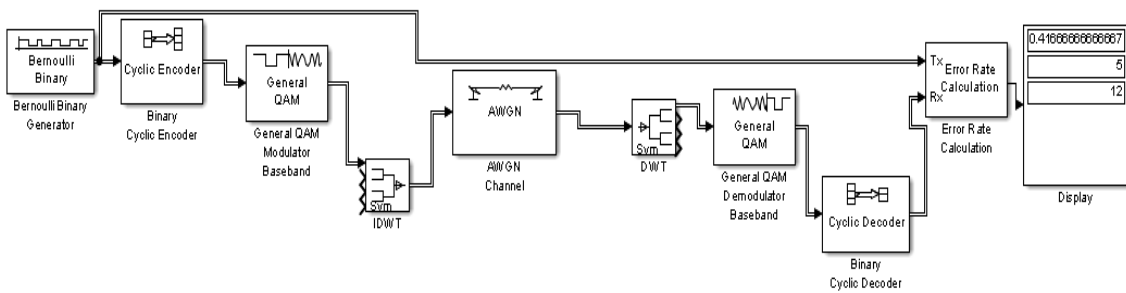 Bernoulli
Binary
Bernoulli Binary
Generator
Cyclic Encoder
Binary
Cyclic Encoder
General
QAM
General QAM
Modulator
Baseband
Sym
IDWT
AWGN
AWGN
Channel
Sym
DWT
General
QAM
General QAM
Demodulator
Baseband
Cyclic Decoder
Binary
Cyclic Decoder
Tx
Rx
Error Rate
Calculation
Error Rate
Calculation
0.41666666666667
5
12
Display